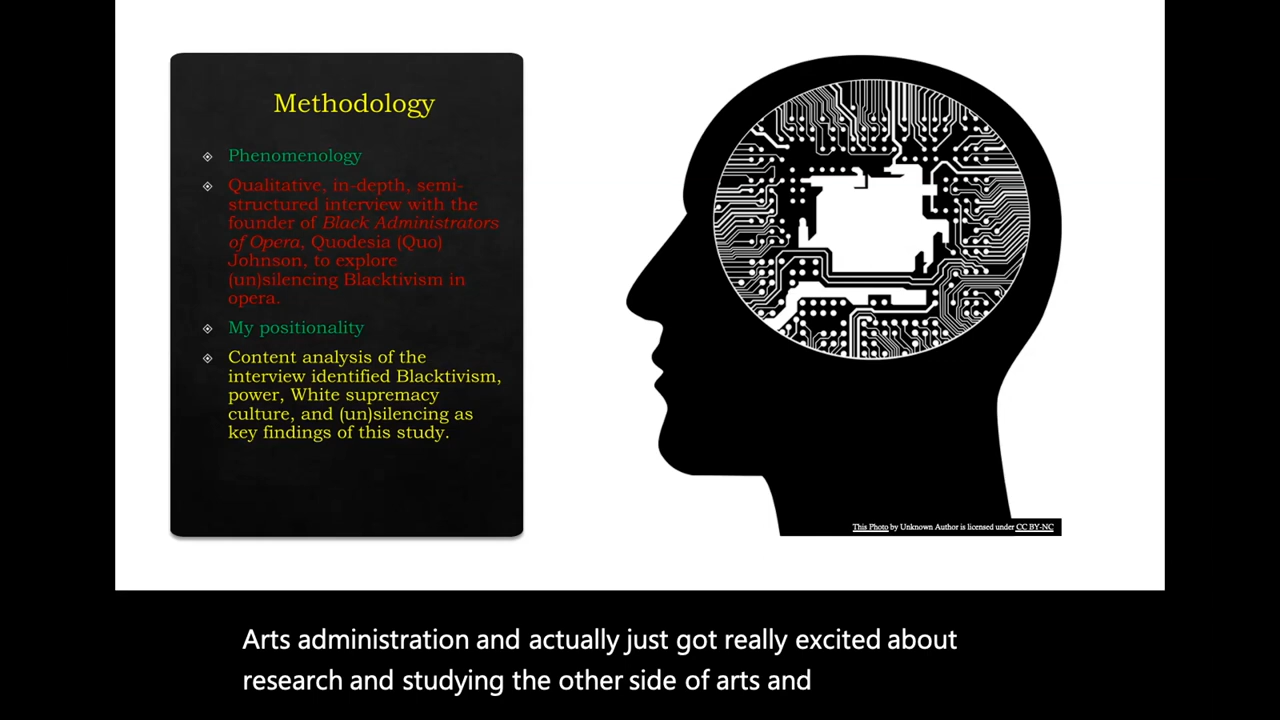 Methodology
Phenomenology
Qualitative, in-depth, semi-
structured interview with the
founder of Black Administrators
of Opera, Quodesia (Quo)
Johnson, to explore
(un)silencing Blacktivism in
opera.
My positionality
Content analysis of the
interview identified Blacktivism,
power, White supremacy
culture, and (un)silencing as
key findings of this study.
This Photo by Unknown Author is licensed under CC BY-NC
Arts administration and actually just got really excited about
research and studying the other side of arts and